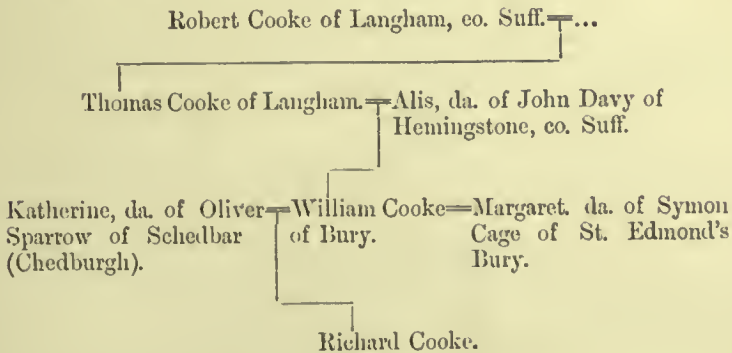 Robert Cooke of Langham, co. Suff.=...
Thomas Cooke of Langham.=Alis, da. of John Davy of
Hemingstone, co. Suff.
Katherine, da. of Oliver
Sparrow of Schedbar
(Chedburgh).
=William Cooke=
of Bury.
Margaret. da. of Symon
Cage of St. Edmond's
Bury.
Richard Cooke.